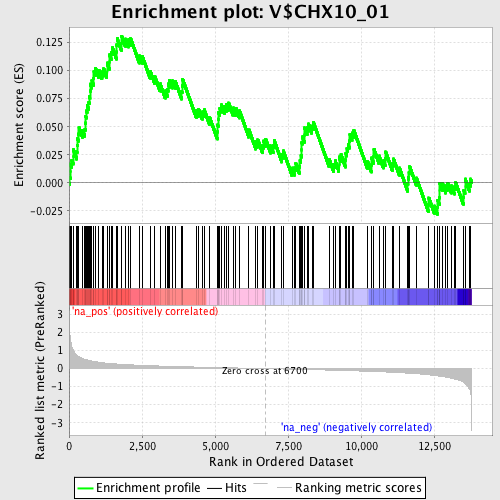 Enrichment plot: V$CHX10_01
Enrichment score (ES)
0.125
0.100
0.075
0.050
0.025
0.000
-0.025
'na_pos' (positively correlated)
Ranked list metric (PreRanked)
3
2
1
0
-1
-2
-3
Zero cross at 6700
'na_neg' (negatively correlated)
0
2,500
5,000
7,500
10,000
12,500
Rank in Ordered Dataset
Enrichment profile
Hits
Ranking metric scores